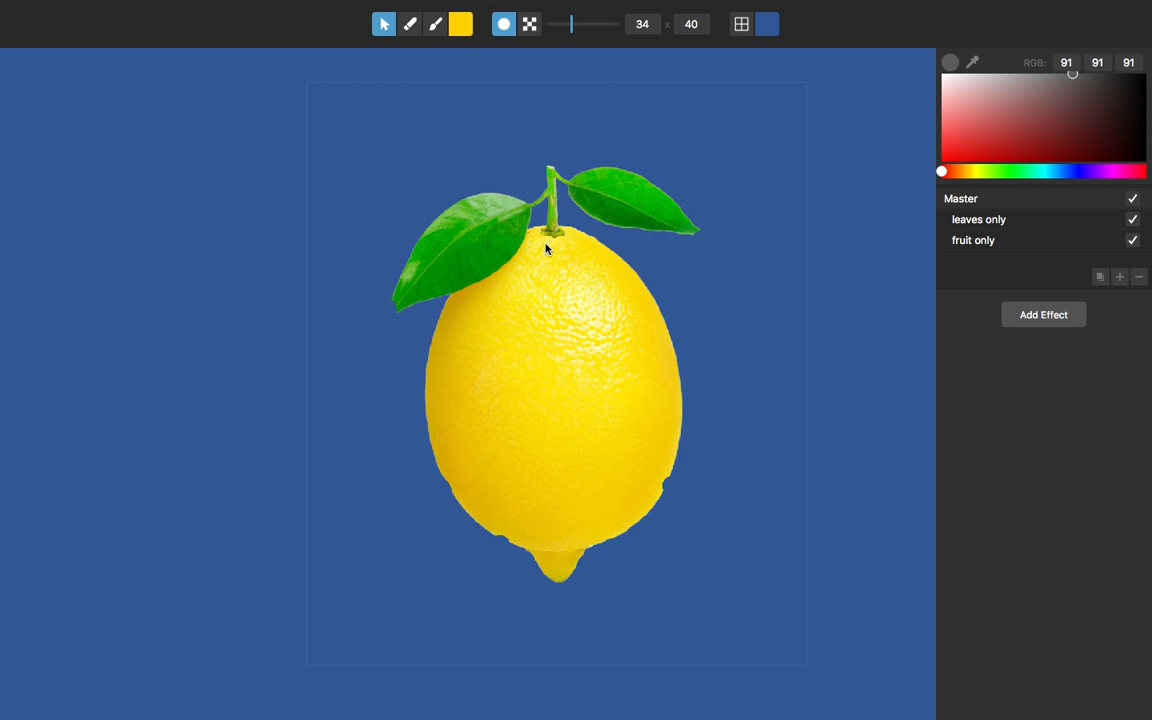 34 x 40
RGB: 91 91 91
Master
leaves only
fruit only
Add Effect